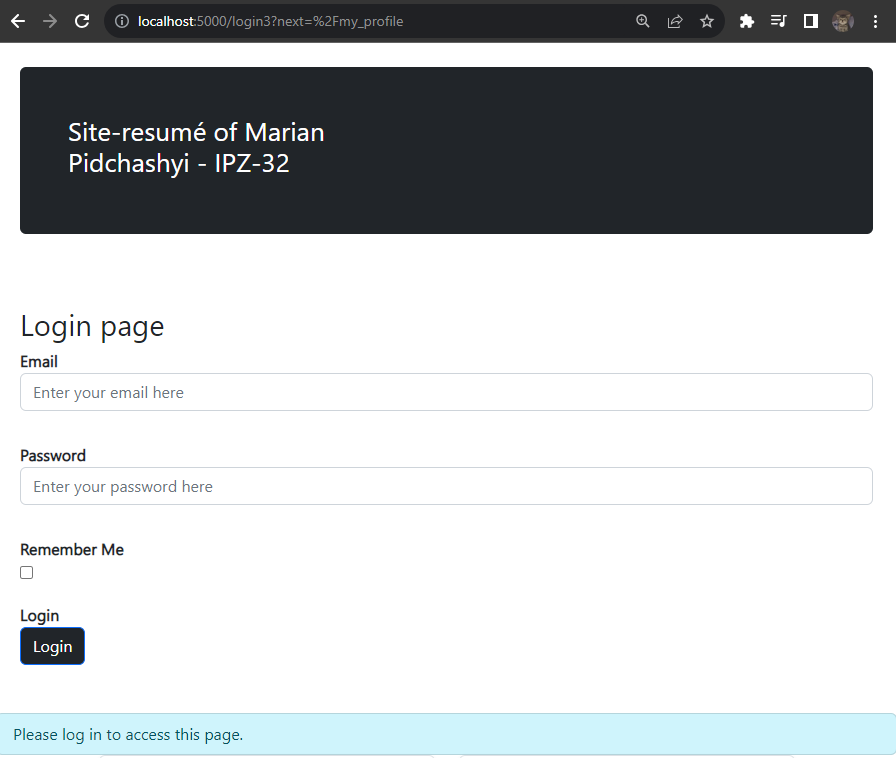 localhost:5000/login3?next=%2Fmy_profile
Site-resumé of Marian
Pidchashyi - IPZ-32
Login page
Email
Enter your email here
Password
Enter your password here
Remember Me
Login
Login
Please log in to access this page.